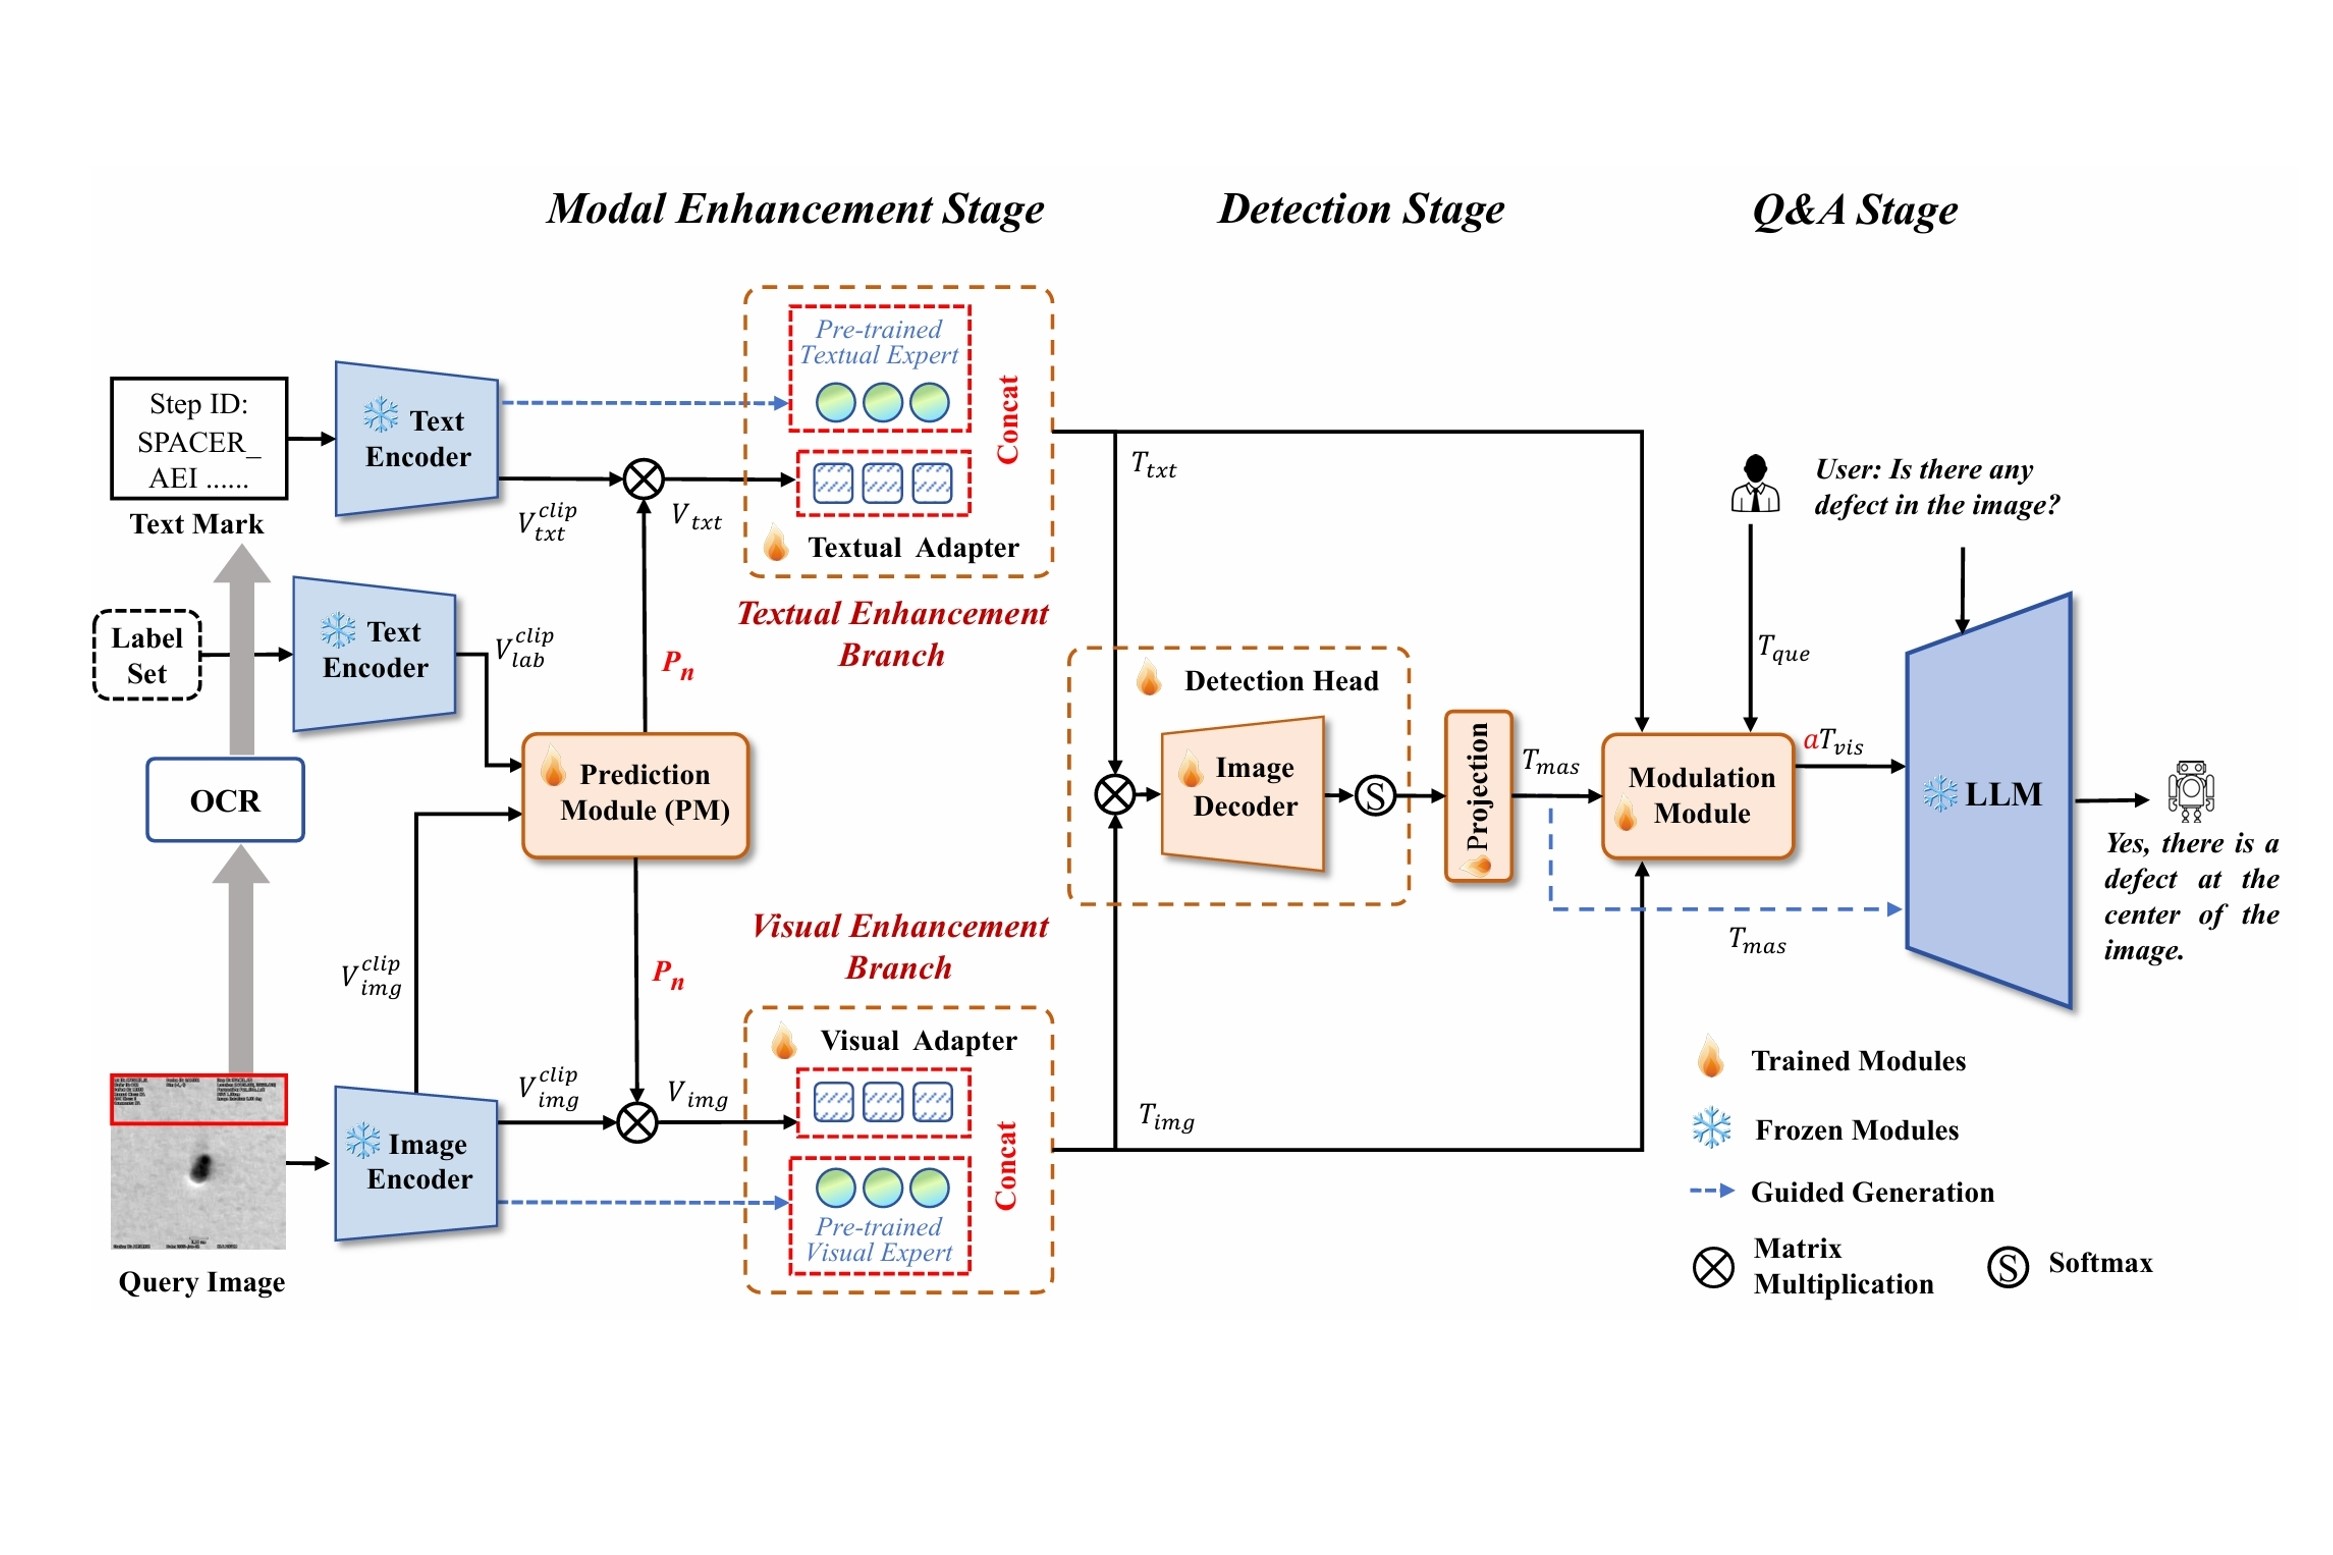 Modal Enhancement Stage
Detection Stage
Q&A Stage
Pre-trained
Textual Expert
Concat
Step ID:
SPACER_
AEI ......
Text Mark
Text
Encoder
V_{txt}^{clip}
V_{txt}
Textual Adapter
Textual Enhancement
Branch
T_{txt}
User: Is there any
defect in the image?
Label
Set
Text
Encoder
V_{lab}^{clip}
P_n
T_{que}
Detection Head
OCR
Prediction
Module (PM)
Image
Decoder
S
Projection
T_{mas}
Modulation
Module
aT_{vis}
LLM
Yes, there is a
defect at the
center of the
image.
T_{mas}
V_{img}^{clip}
P_n
Visual Enhancement
Branch
Visual Adapter
Image
Encoder
V_{img}^{clip}
V_{img}
Concat
Pre-trained
Visual Expert
T_{img}
Query Image
Trained Modules
Frozen Modules
Guided Generation
Matrix
Multiplication
S
Softmax